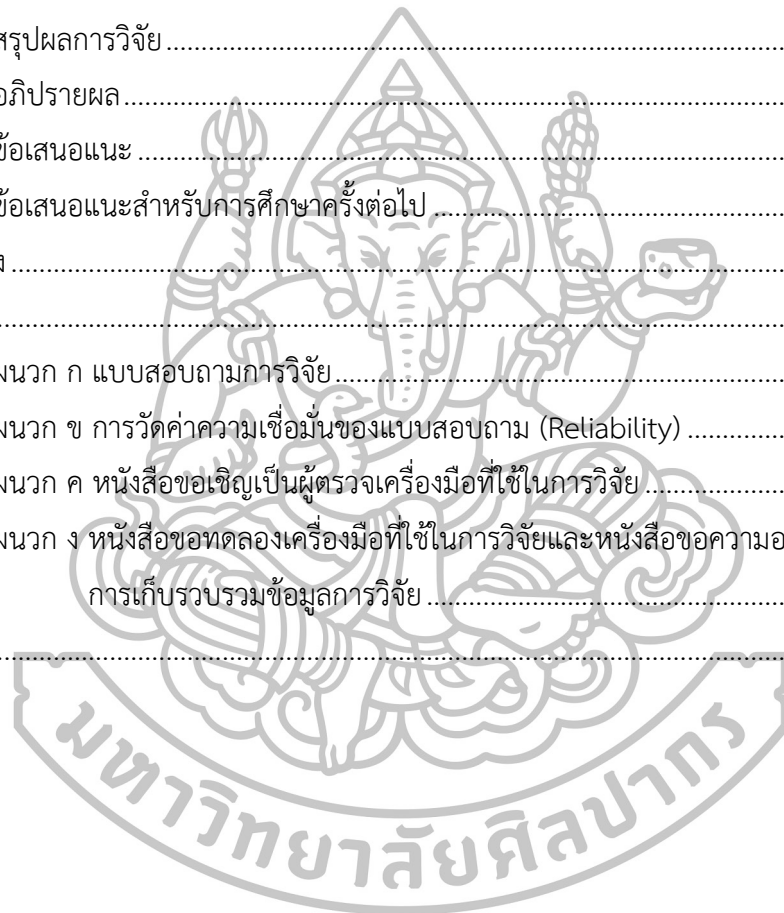 สรุปผลการวิจัย
อภิปรายผล
ข้อเสนอแนะ
ข้อเสนอแนะสำหรับการศึกษาครั้งต่อไป
ง
ผนวก ก แบบสอบถามการวิจัย
ผนวก ข การวัดค่าความเชื่อมั่นของแบบสอบถาม (Reliability)
ผนวก ค หนังสือขอเชิญเป็นผู้ตรวจเครื่องมือที่ใช้ในการวิจัย
ผนวก ง หนังสือขอทดลองเครื่องมือที่ใช้ในการวิจัยและหนังสือขอความอ
การเก็บรวบรวมข้อมูลการวิจัย
มหาวิทยาลัยศิลปากร